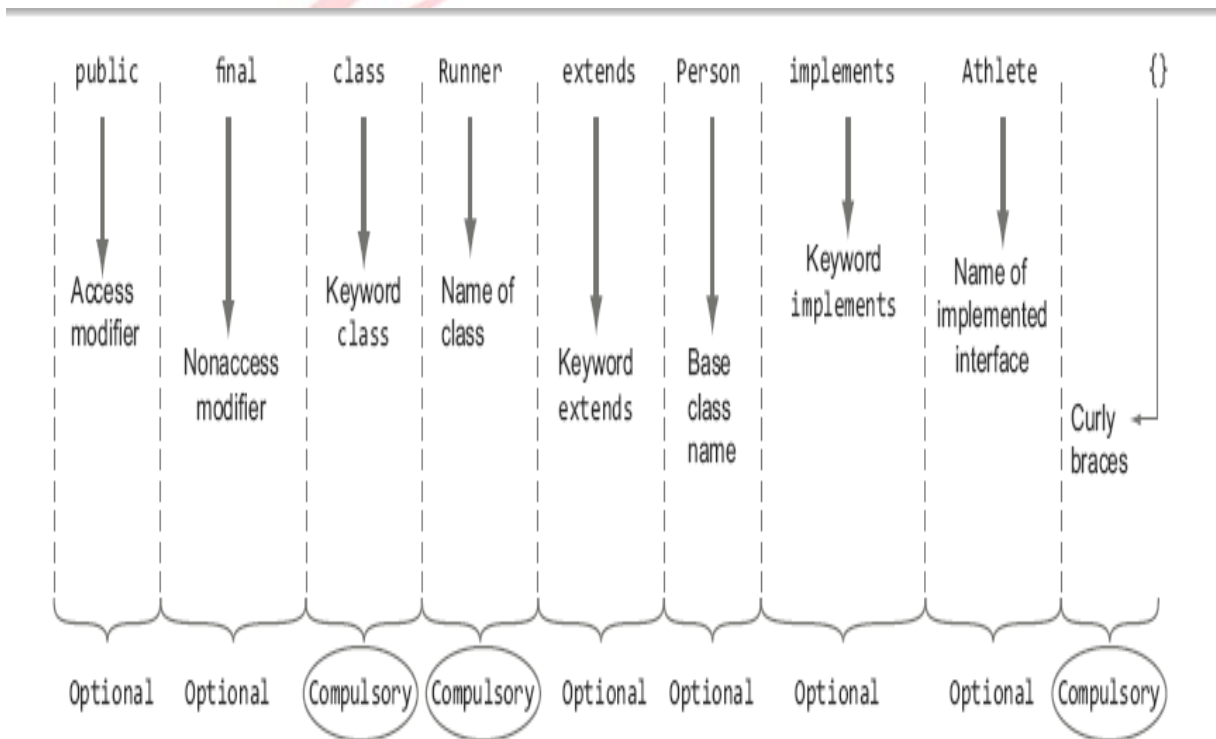 public final class Runner extends Person implements Athlete {}
Access
modifier
Nonaccess
modifier
Keyword
class
Name of
class
Keyword
extends
Base
class
name
Keyword
implements
Name of
implemented
interface
Curly
braces
Optional Optional Compulsory Compulsory Optional Optional Optional Optional Compulsory